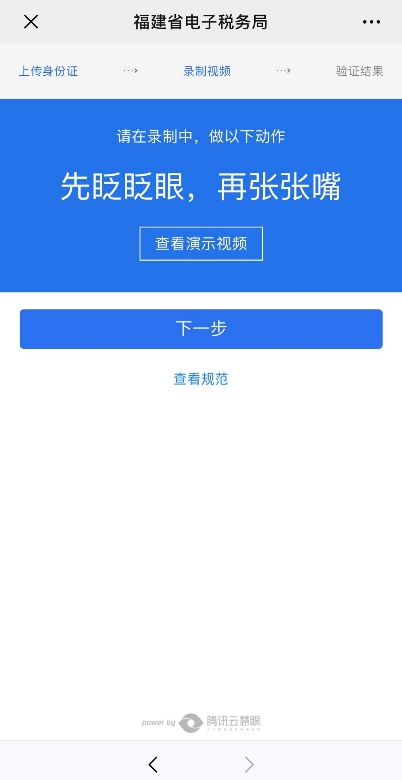 福建省电子税务局
上传身份证 ···> 录制视频 ···> 验证结果
请在录制中，做以下动作
先眨眨眼，再张张嘴
查看演示视频
下一步
查看规范
power by 腾讯云慧眼